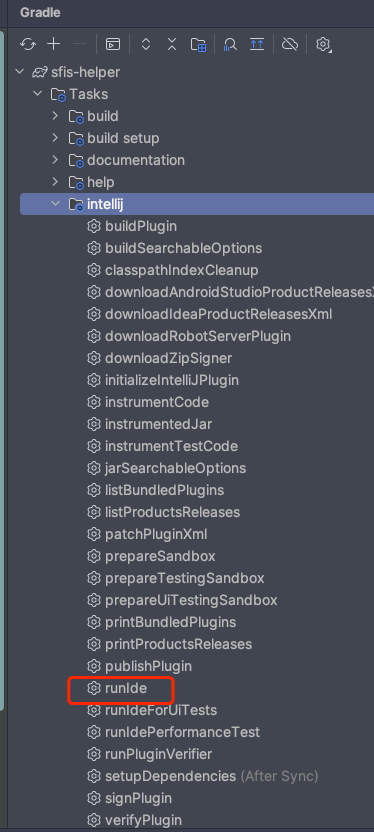 Gradle
sfis-helper
Tasks
build
build setup
documentation
help
intellij
buildPlugin
buildSearchableOptions
classpathIndexCleanup
downloadAndroidStudioProductReleasesX
downloadIdeaProductReleasesXml
downloadRobotServerPlugin
downloadZipSigner
initializeIntelliJPlugin
instrumentCode
instrumentedJar
instrumentTestCode
jarSearchableOptions
listBundledPlugins
listProductsReleases
patchPluginXml
prepareSandbox
prepareTestingSandbox
prepareUiTestingSandbox
printBundledPlugins
printProductsReleases
publishPlugin
runIde
runIdeForUiTests
runIdePerformanceTest
runPluginVerifier
setupDependencies (After Sync)
signPlugin
verifyPlugin